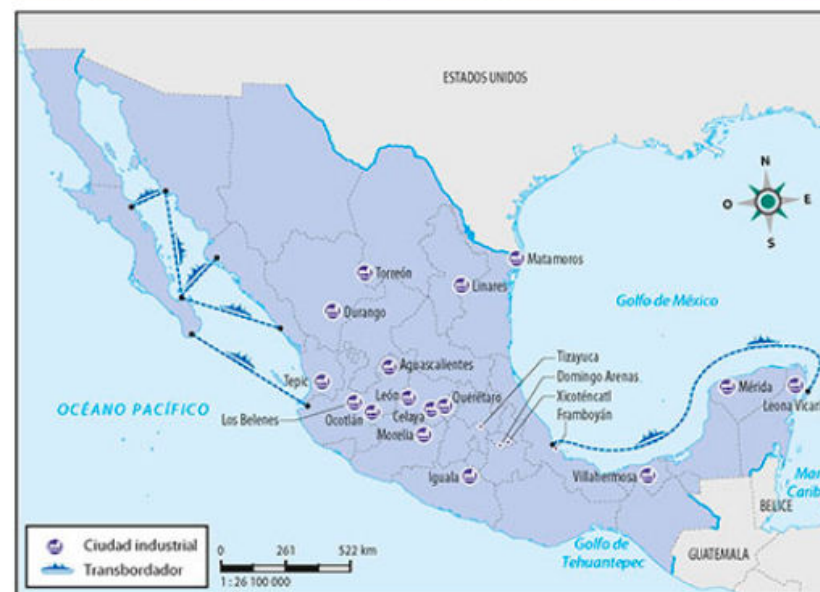 ESTADOS UNIDOS
N
O
E
S
Matamoros
Torreón
Linares
Golfo de México
Durango
Aguascalientes
Tizayuca
Domingo Arenas
Xicoténcatl
Framboyán
Tepic
León
Querétaro
Mérida
Leona Vicari
OCÉANO PACÍFICO
Los Belenes
Ocotlán
Celaya
Morelia
Iguala
Villahermosa
Mar
Carib
BELICE
Golfo de
Tehuantepec
GUATEMALA
Ciudad industrial
Transbordador
0 261 522 km
1 : 26 100 000